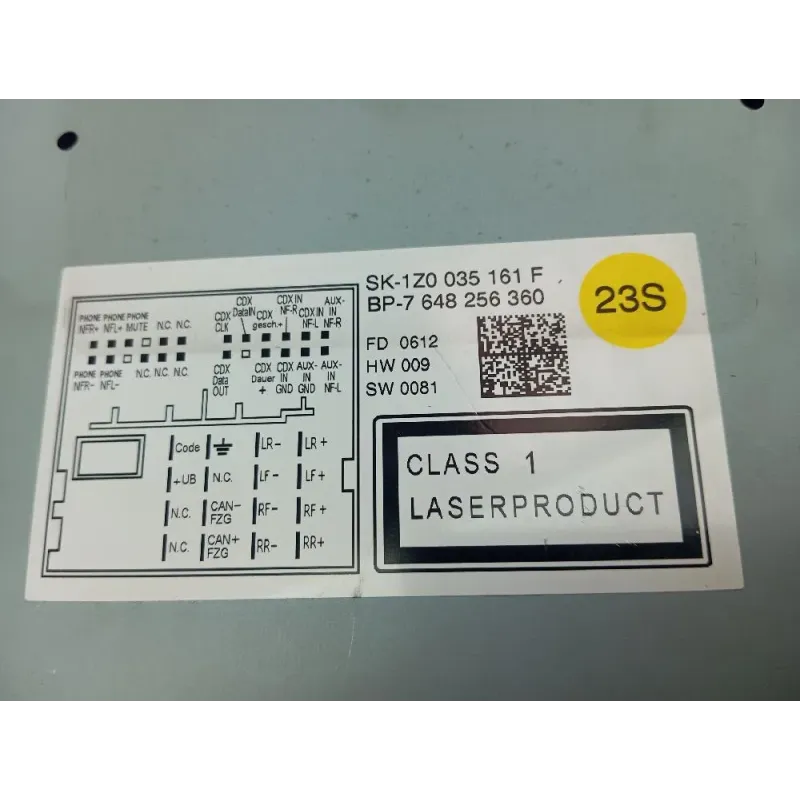 SK-1Z0 035 161 F
BP-7 648 256 360
23S
FD 0612
HW 009
SW 0081
CLASS 1
LASERPRODUCT
PHONE PHONE PHONE
NFR+ NFL+ MUTE N.C. N.C.
PHONE PHONE N.C. N.C. N.C.
NFR- NFL-
CDX CLK
CDX DataIN
CDX gesch.+
CDX IN NF-R
CDX IN NF-L
AUX-IN NF-R
CDX Data OUT
CDX Dauer +
CDX IN GND
AUX-IN GND
AUX-IN NF-L
Code LR- LR+
+UB N.C. LF- LF+
N.C. CAN-FZG RF- RF+
N.C. CAN+FZG RR- RR+